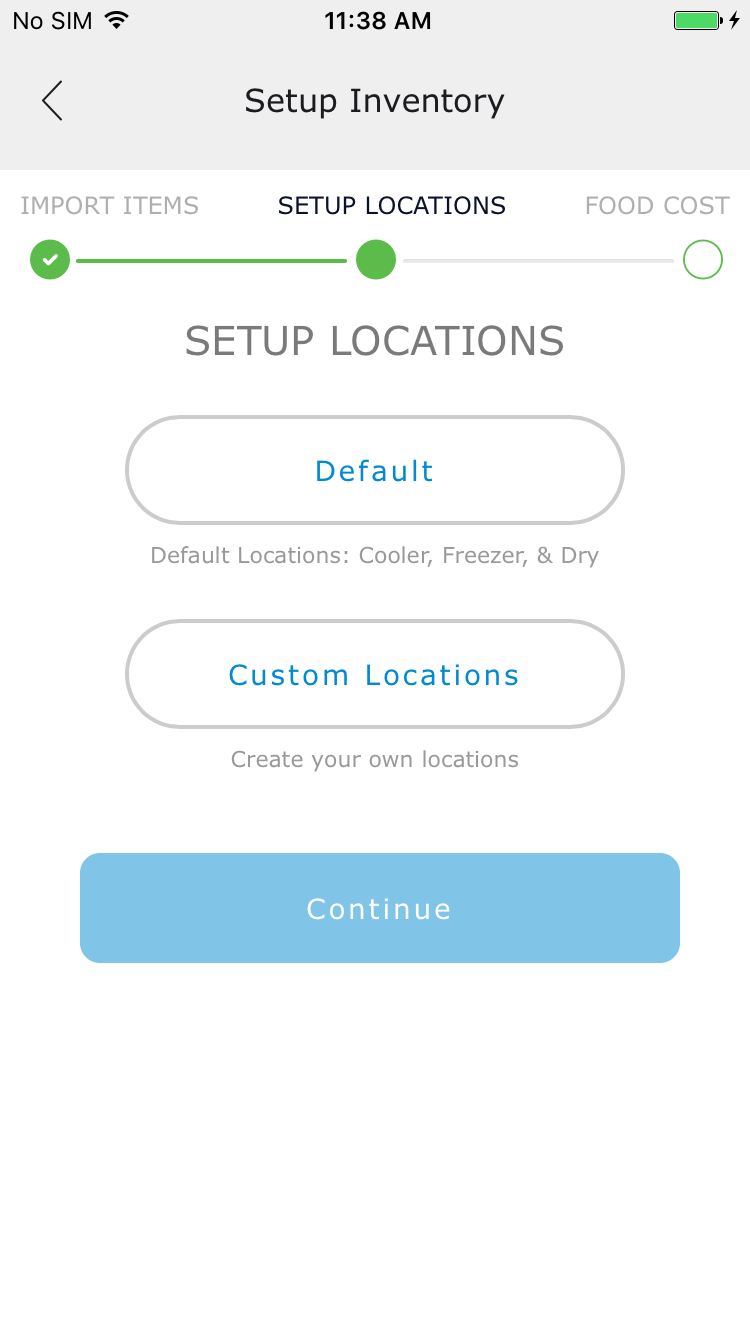 No SIM 11:38 AM
Setup Inventory
IMPORT ITEMS SETUP LOCATIONS FOOD COST
SETUP LOCATIONS
Default
Default Locations: Cooler, Freezer, & Dry
Custom Locations
Create your own locations
Continue